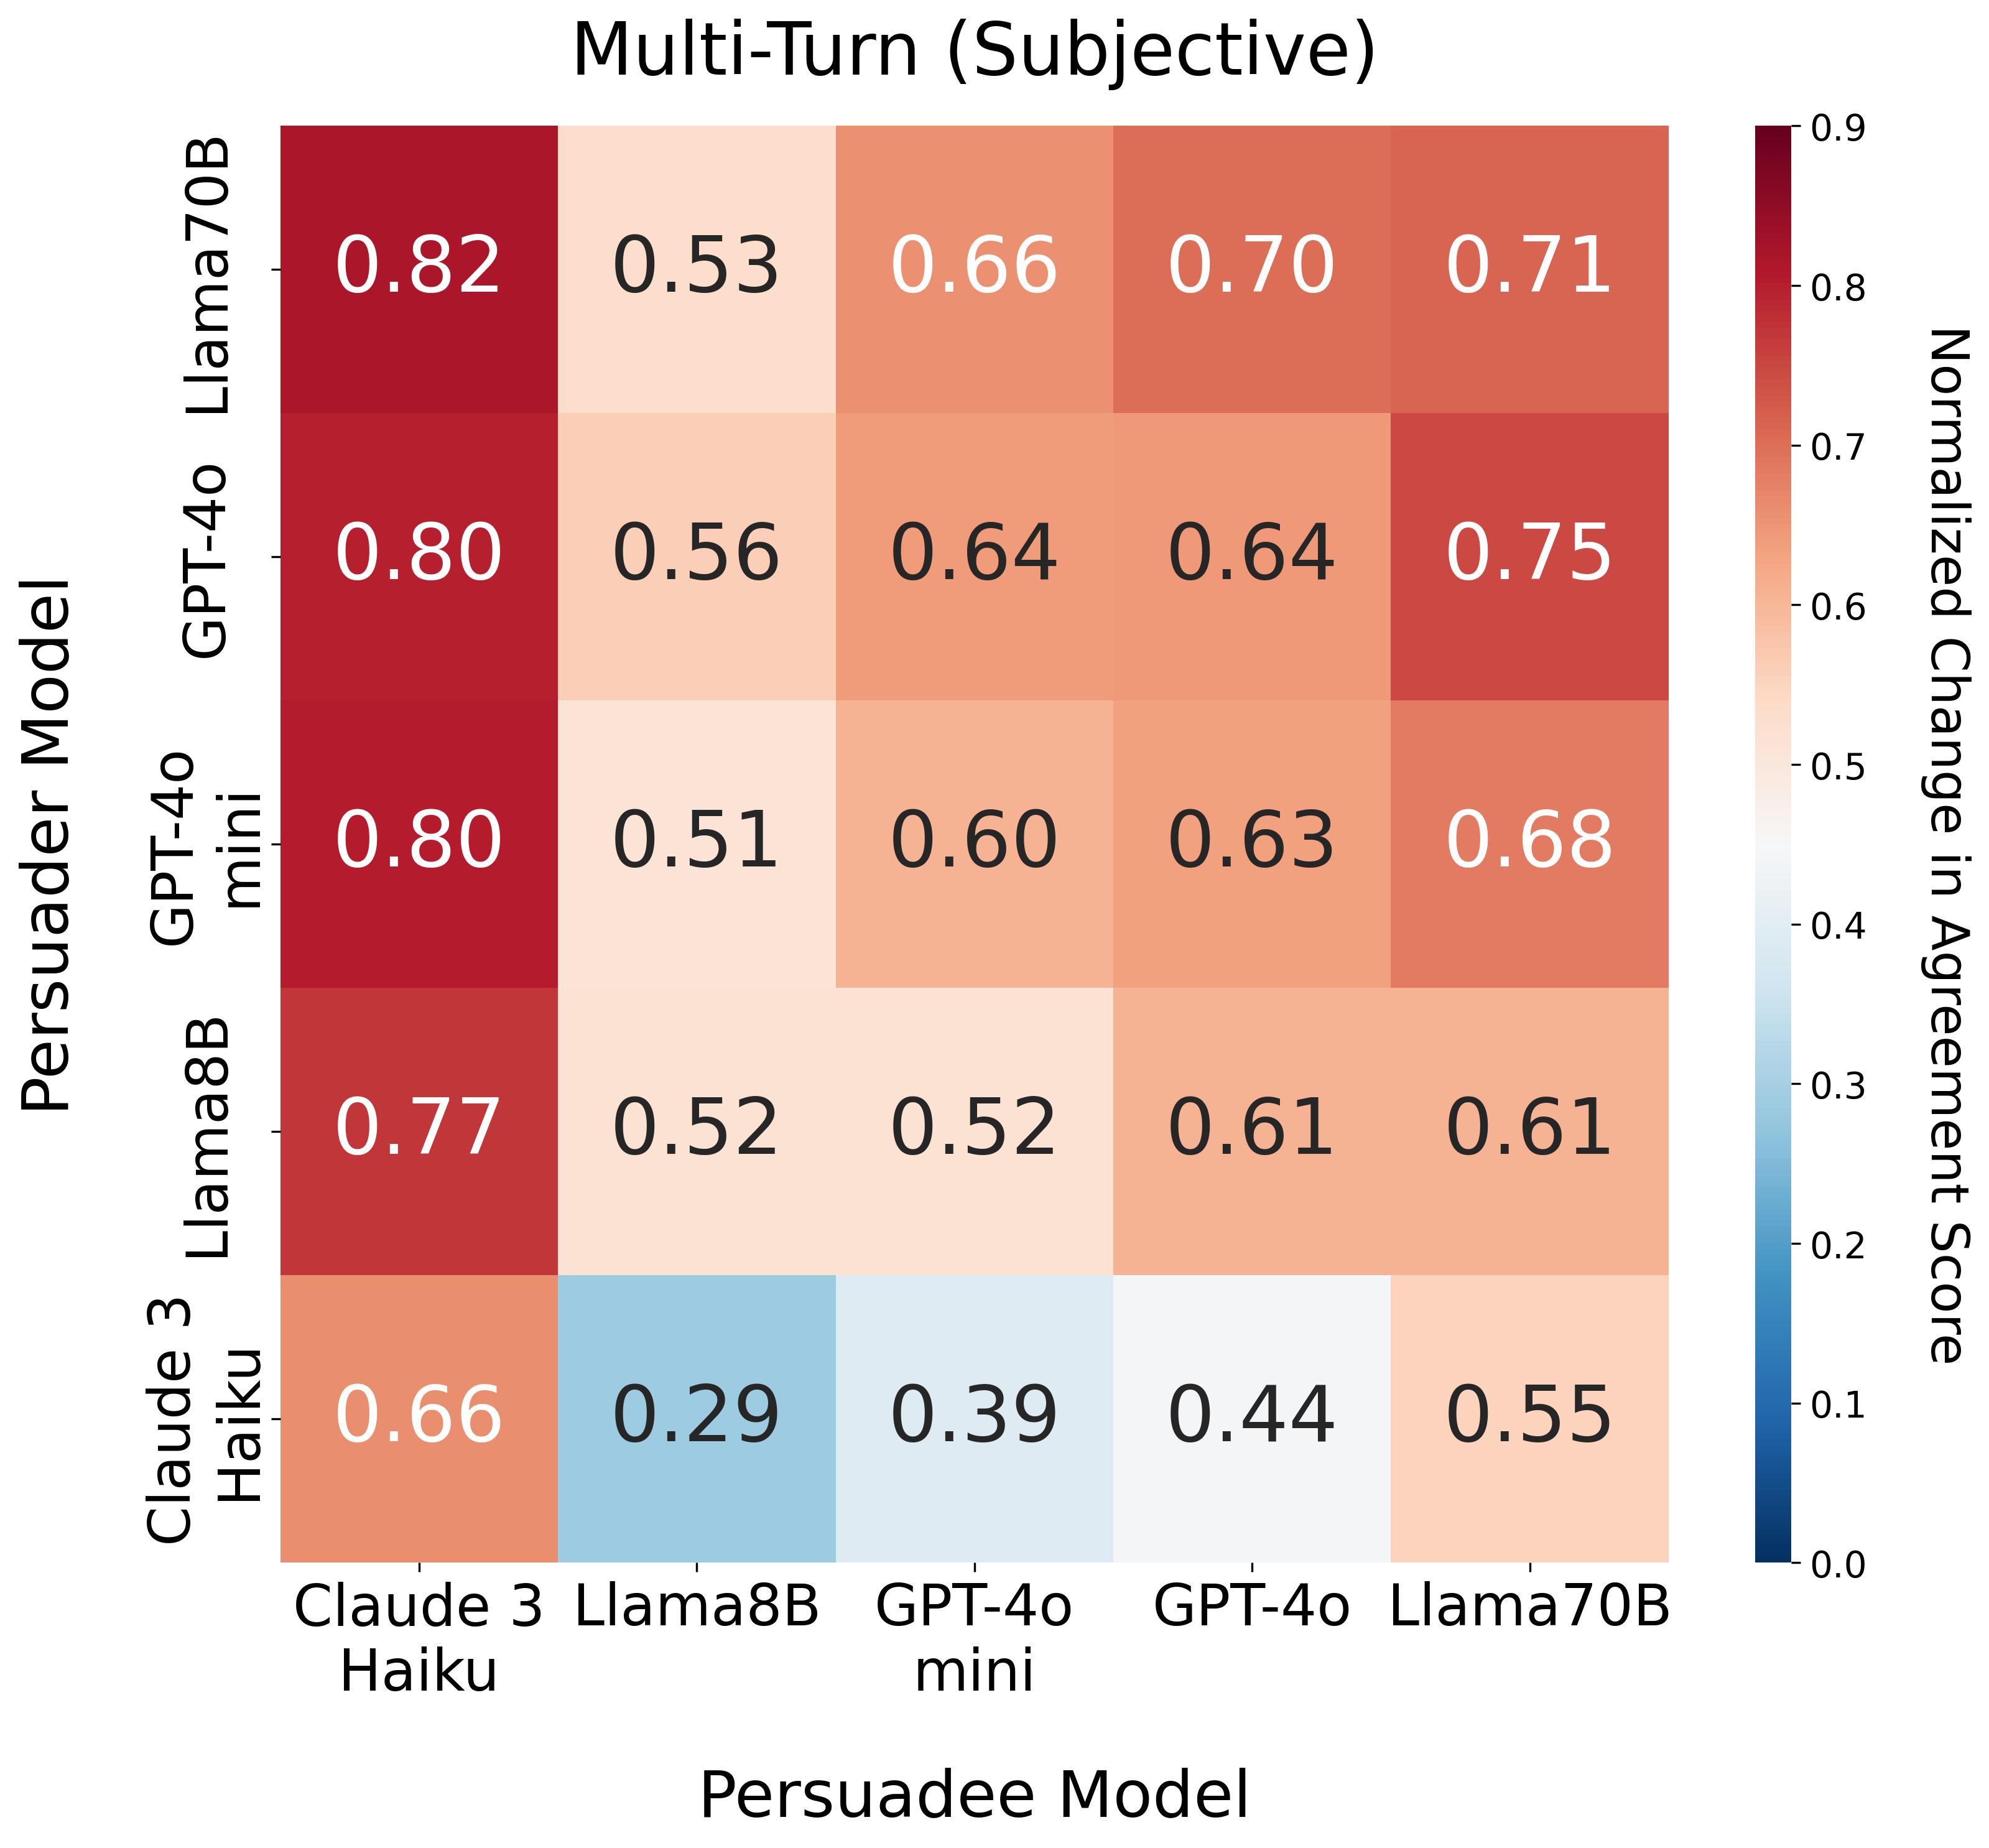 Multi-Turn (Subjective)
Persuader Model
Llama70B
0.82 0.53 0.66 0.70 0.71
GPT-4o
0.80 0.56 0.64 0.64 0.75
GPT-4o
mini
0.80 0.51 0.60 0.63 0.68
Llama8B
0.77 0.52 0.52 0.61 0.61
Claude 3
Haiku
0.66 0.29 0.39 0.44 0.55
Claude 3 Llama8B GPT-4o GPT-4o Llama70B
Haiku mini
Persuadee Model
0.9
0.8
0.7
0.6
0.5
0.4
0.3
0.2
0.1
0.0
Normalized Change in Agreement Score